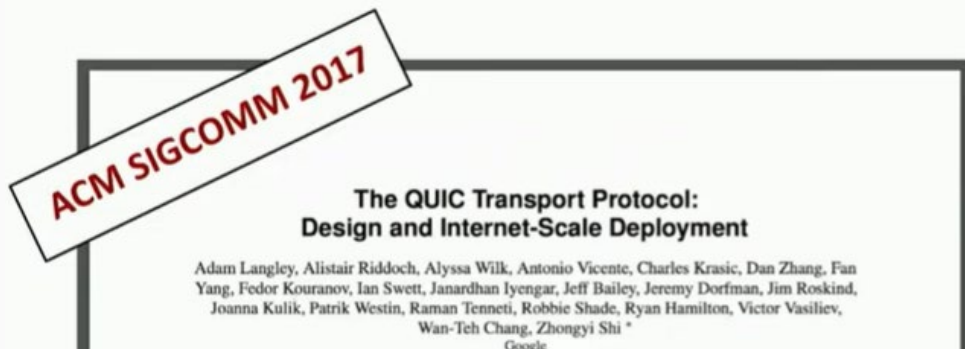 ACM SIGCOMM 2017
The QUIC Transport Protocol:
Design and Internet-Scale Deployment
Adam Langley, Alistair Riddoch, Alyssa Wilk, Antonio Vicente, Charles Krasic, Dan Zhang, Fan
Yang, Fedor Kouranov, Ian Swett, Janardhan Iyengar, Jeff Bailey, Jeremy Dorfman, Jim Roskind,
Joanna Kulik, Patrik Westin, Raman Tenneti, Robbie Shade, Ryan Hamilton, Victor Vasiliev,
Wan-Teh Chang, Zhongyi Shi *
Google